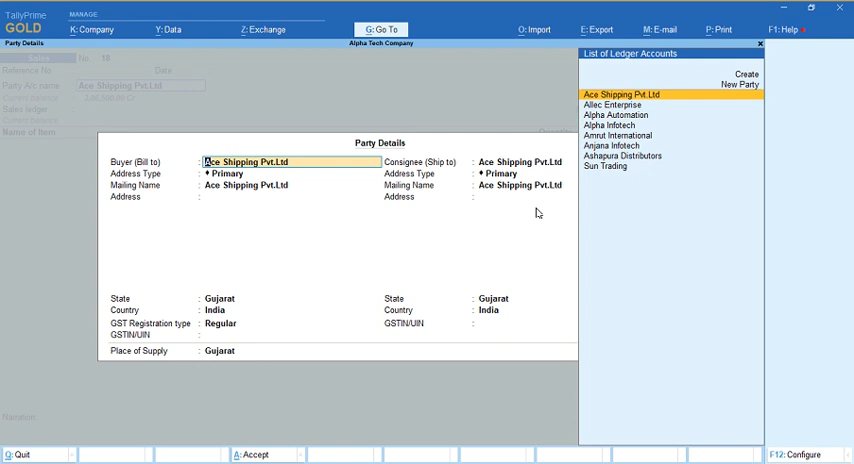 TallyPrime
GOLD
MANAGE
K: Company
Y: Data
Z: Exchange
G: Go To
O: Import
E: Export
M: E-mail
P: Print
F1: Help
Party Details
Alpha Tech Company
Sales
No. 18
Reference No
Date
Party A/c name : Ace Shipping Pvt.Ltd
Current balance
Sales ledger
Current balance
Name of Item
Quantity
Party Details
Buyer (Bill to) : Ace Shipping Pvt.Ltd
Consignee (Ship to) : Ace Shipping Pvt.Ltd
Address Type : ♦ Primary
Address Type : ♦ Primary
Mailing Name : Ace Shipping Pvt.Ltd
Mailing Name : Ace Shipping Pvt.Ltd
Address :
Address :
State : Gujarat
State : Gujarat
Country : India
Country : India
GST Registration type : Regular
GSTIN/UIN :
GSTIN/UIN :
Place of Supply : Gujarat
List of Ledger Accounts
Create
New Party
Ace Shipping Pvt.Ltd
Allec Enterprise
Alpha Automation
Alpha Infotech
Amrut International
Anjana Infotech
Ashapura Distributors
Sun Trading
Narration:
Q: Quit
A: Accept
F12: Configure